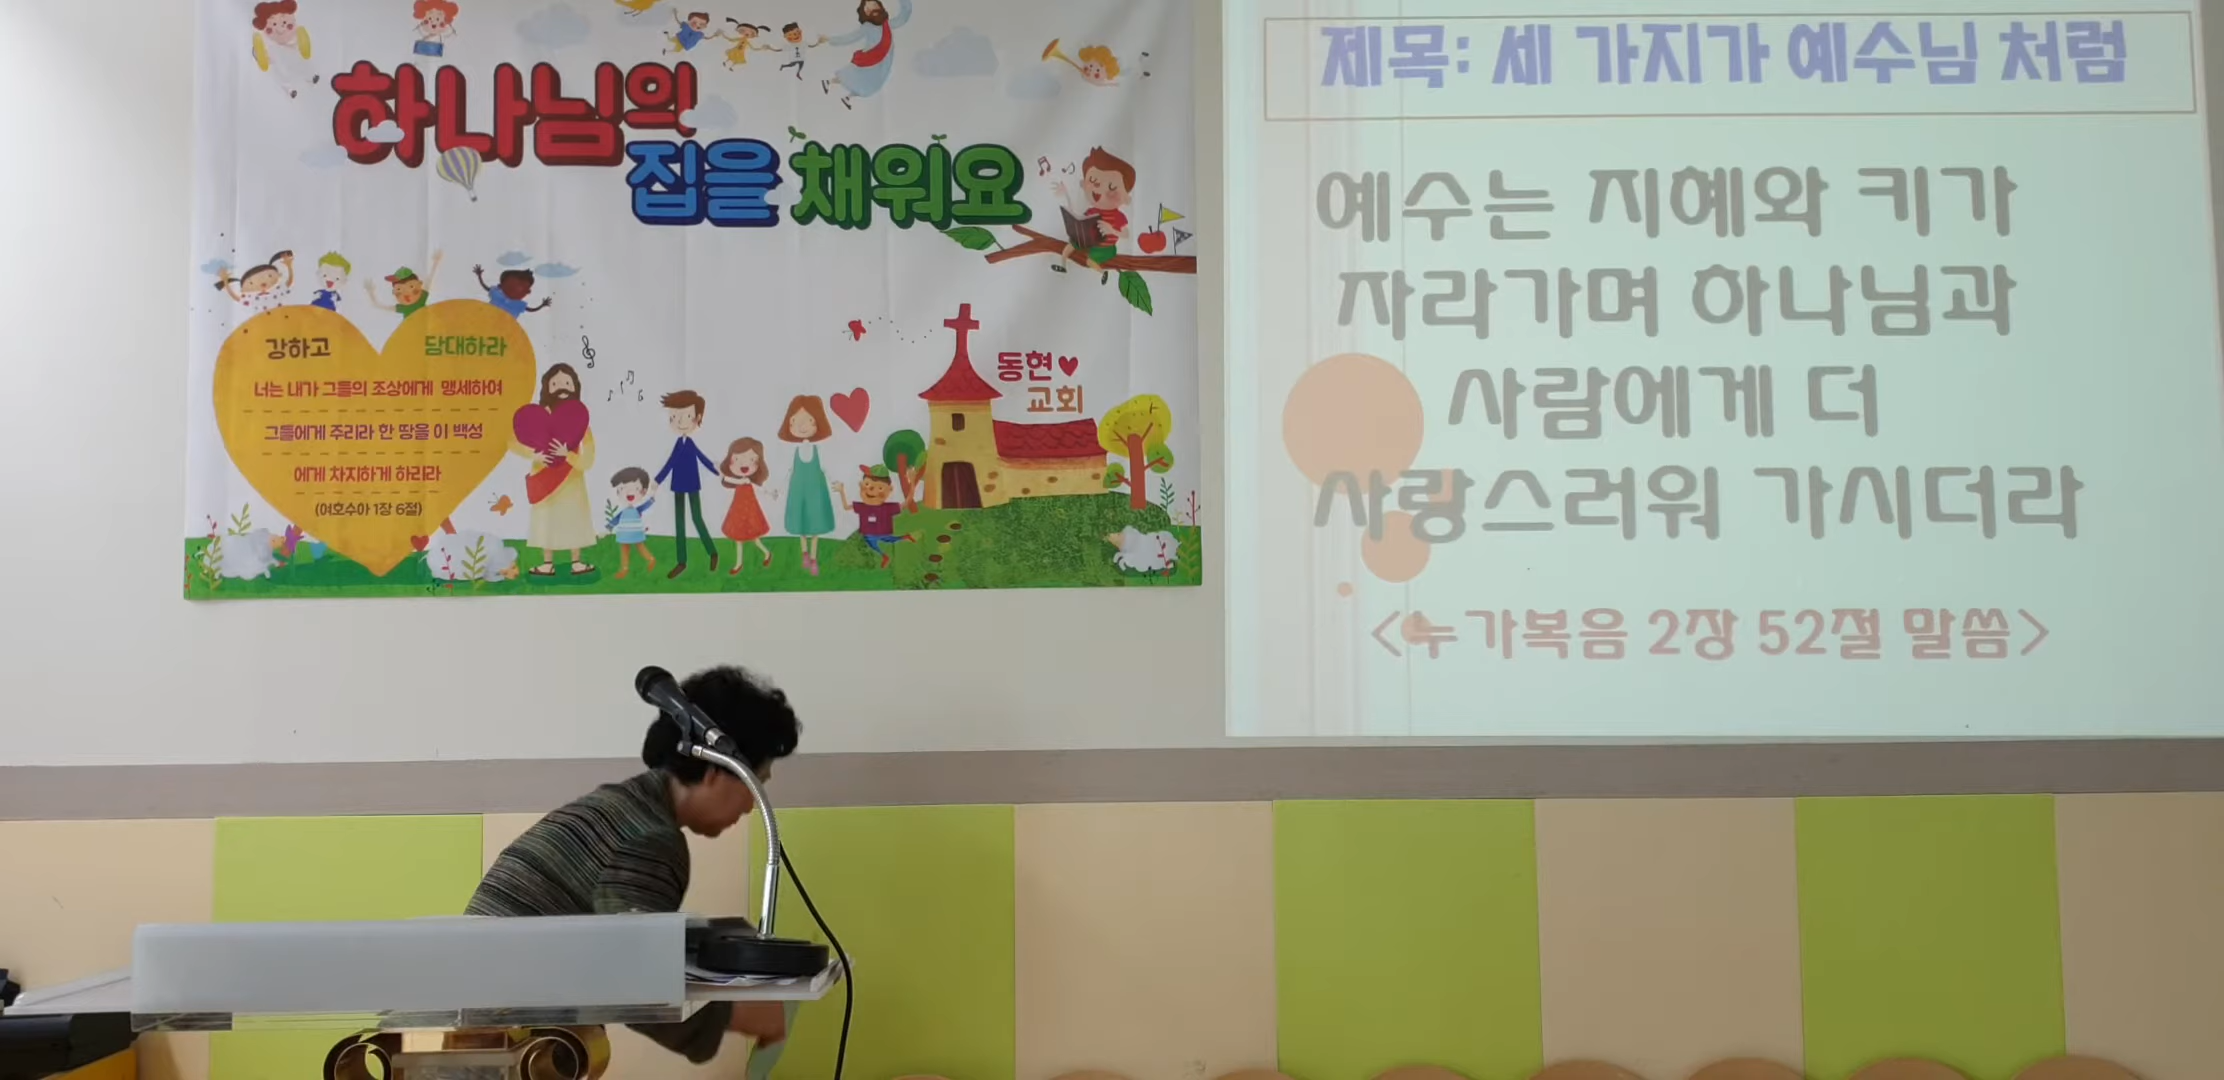 하나님의
집을 채워요
강하고 담대하라
너는 내가 그들의 조상에게 맹세하여
그들에게 주리라 한 땅을 이 백성
에게 차지하게 하리라
(여호수아 1장 6절)
동현
교회
제목: 세 가지가 예수님 처럼
예수는 지혜와 키가
자라가며 하나님과
사람에게 더
사랑스러워 가시더라
<누가복음 2장 52절 말씀>